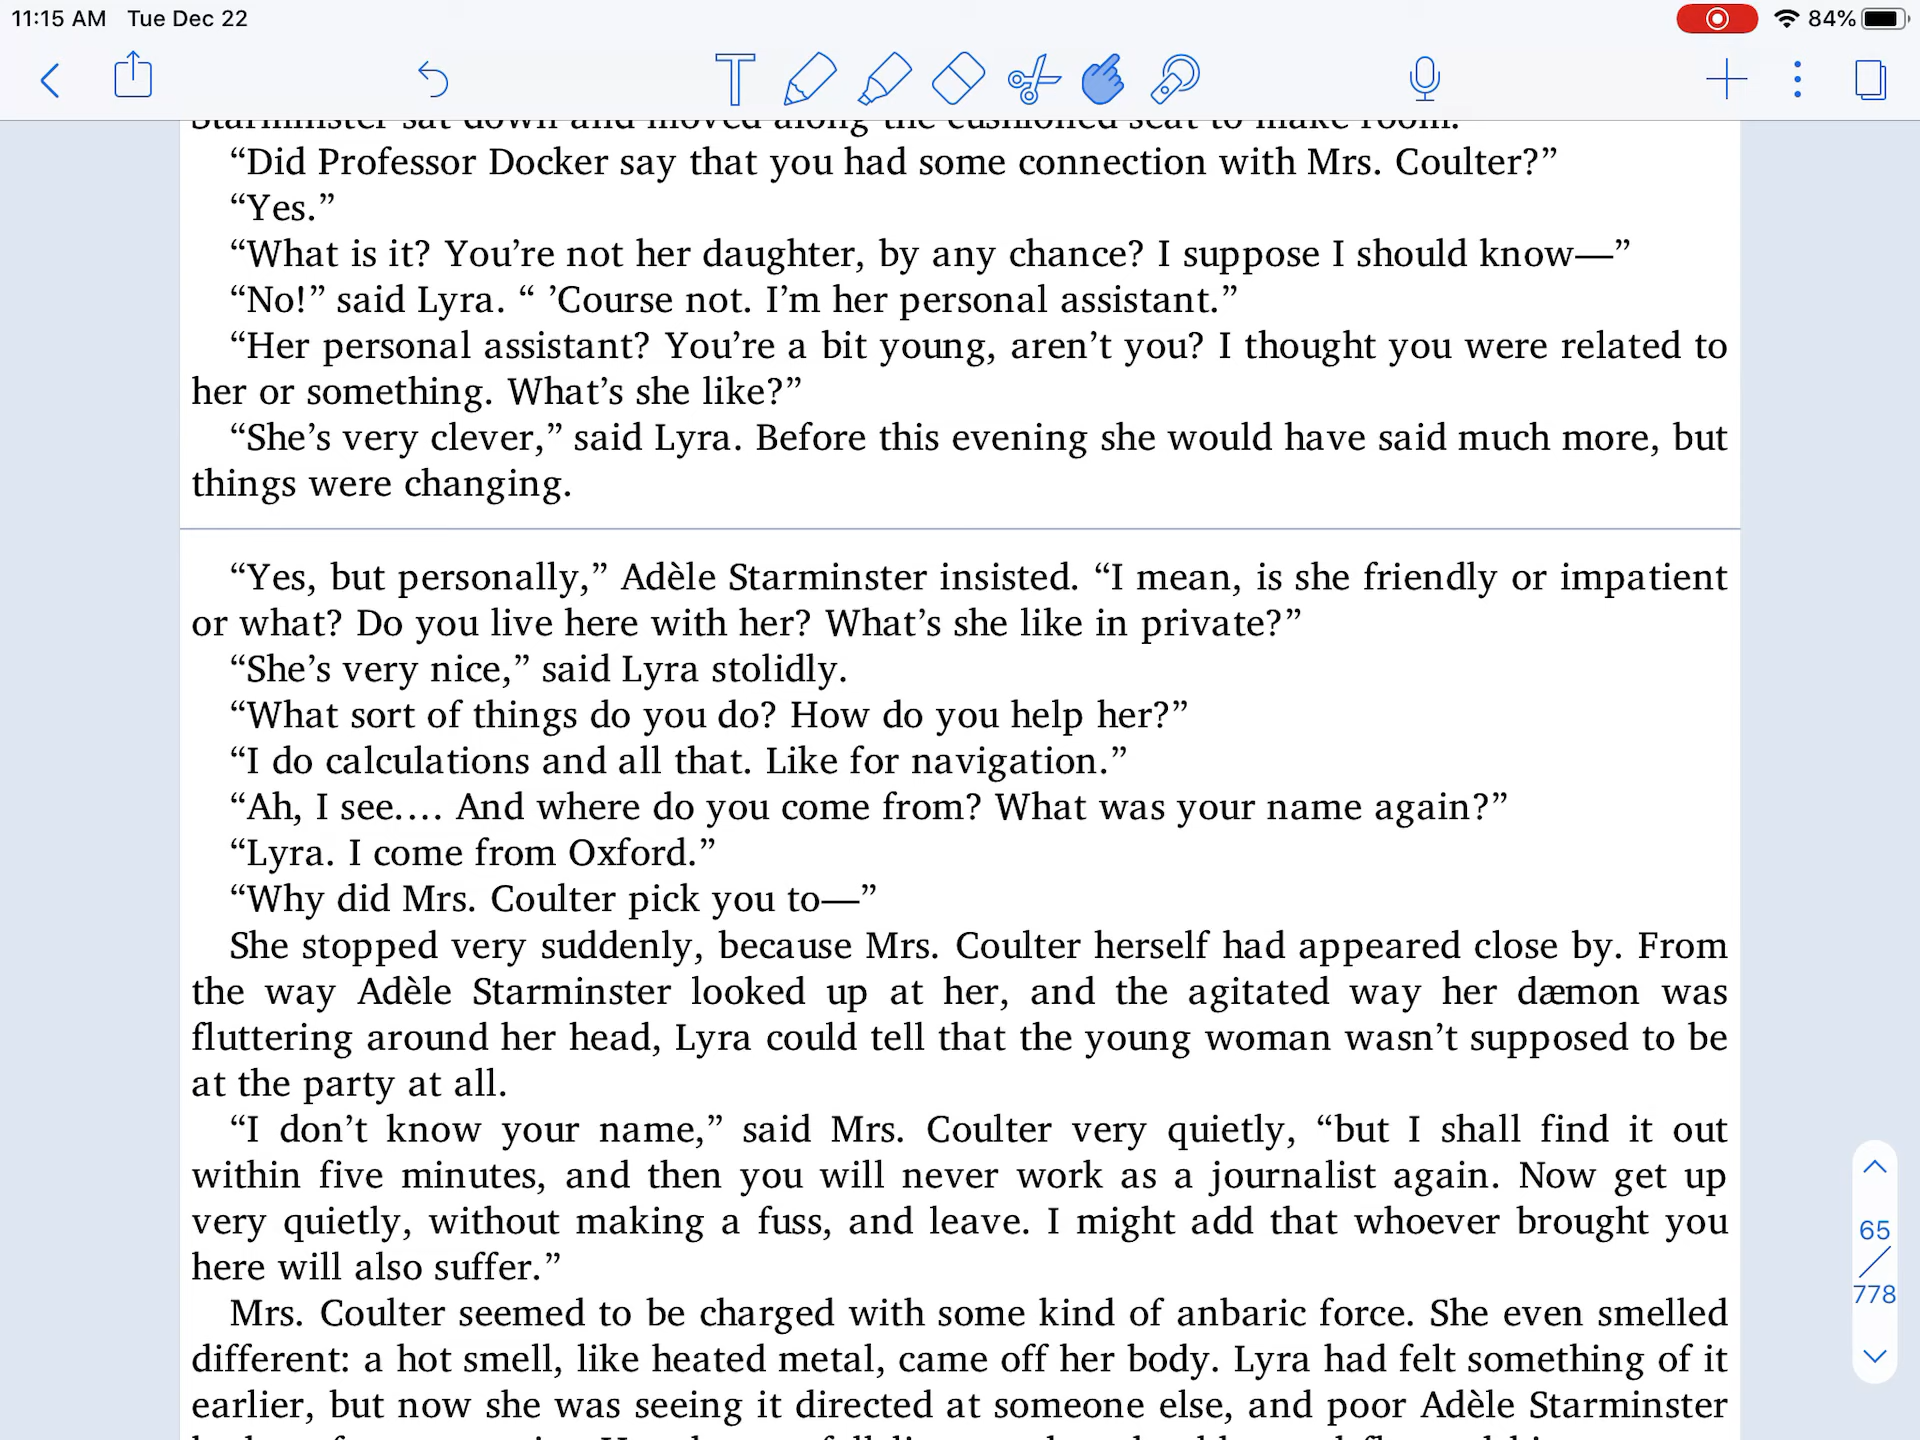 11:15 AM Tue Dec 22
84%
Starminster sat down and moved along the cushioned seat to make room.
“Did Professor Docker say that you had some connection with Mrs. Coulter?”
“Yes.”
“What is it? You’re not her daughter, by any chance? I suppose I should know—”
“No!” said Lyra. “ ’Course not. I’m her personal assistant.”
“Her personal assistant? You’re a bit young, aren’t you? I thought you were related to
her or something. What’s she like?”
“She’s very clever,” said Lyra. Before this evening she would have said much more, but
things were changing.
“Yes, but personally,” Adèle Starminster insisted. “I mean, is she friendly or impatient
or what? Do you live here with her? What’s she like in private?”
“She’s very nice,” said Lyra stolidly.
“What sort of things do you do? How do you help her?”
“I do calculations and all that. Like for navigation.”
“Ah, I see.… And where do you come from? What was your name again?”
“Lyra. I come from Oxford.”
“Why did Mrs. Coulter pick you to—”
She stopped very suddenly, because Mrs. Coulter herself had appeared close by. From
the way Adèle Starminster looked up at her, and the agitated way her dæmon was
fluttering around her head, Lyra could tell that the young woman wasn’t supposed to be
at the party at all.
“I don’t know your name,” said Mrs. Coulter very quietly, “but I shall find it out
within five minutes, and then you will never work as a journalist again. Now get up
very quietly, without making a fuss, and leave. I might add that whoever brought you
here will also suffer.”
Mrs. Coulter seemed to be charged with some kind of anbaric force. She even smelled
different: a hot smell, like heated metal, came off her body. Lyra had felt something of it
earlier, but now she was seeing it directed at someone else, and poor Adèle Starminster
65
778